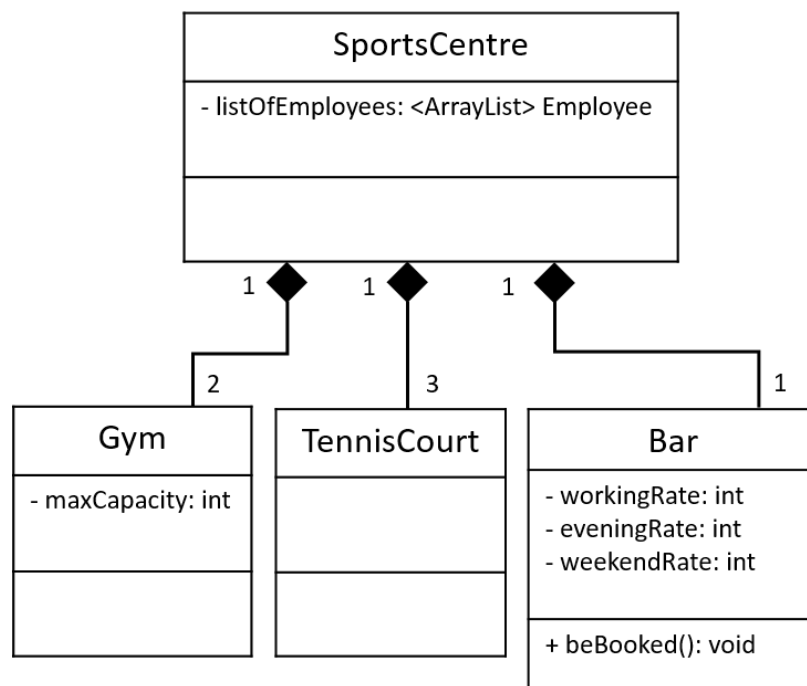 SportsCentre
- listOfEmployees: <ArrayList> Employee
1
1
1
2
3
1
Gym
- maxCapacity: int
TennisCourt
Bar
- workingRate: int
- eveningRate: int
- weekendRate: int
+ beBooked(): void